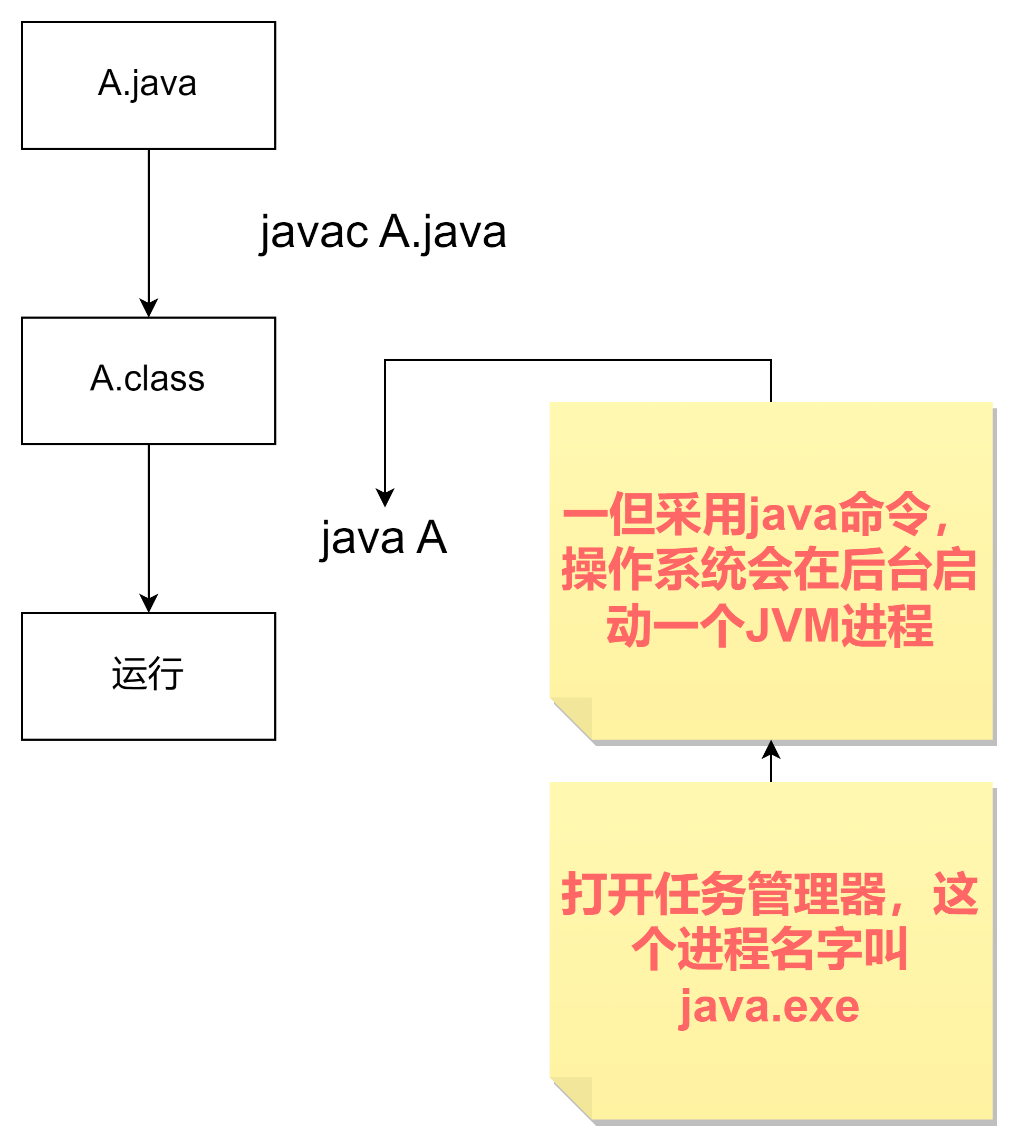 A.java
javac A.java
A.class
java A
一但采用java命令，
操作系统会在后台启
动一个JVM进程
运行
打开任务管理器，这
个进程名字叫
java.exe